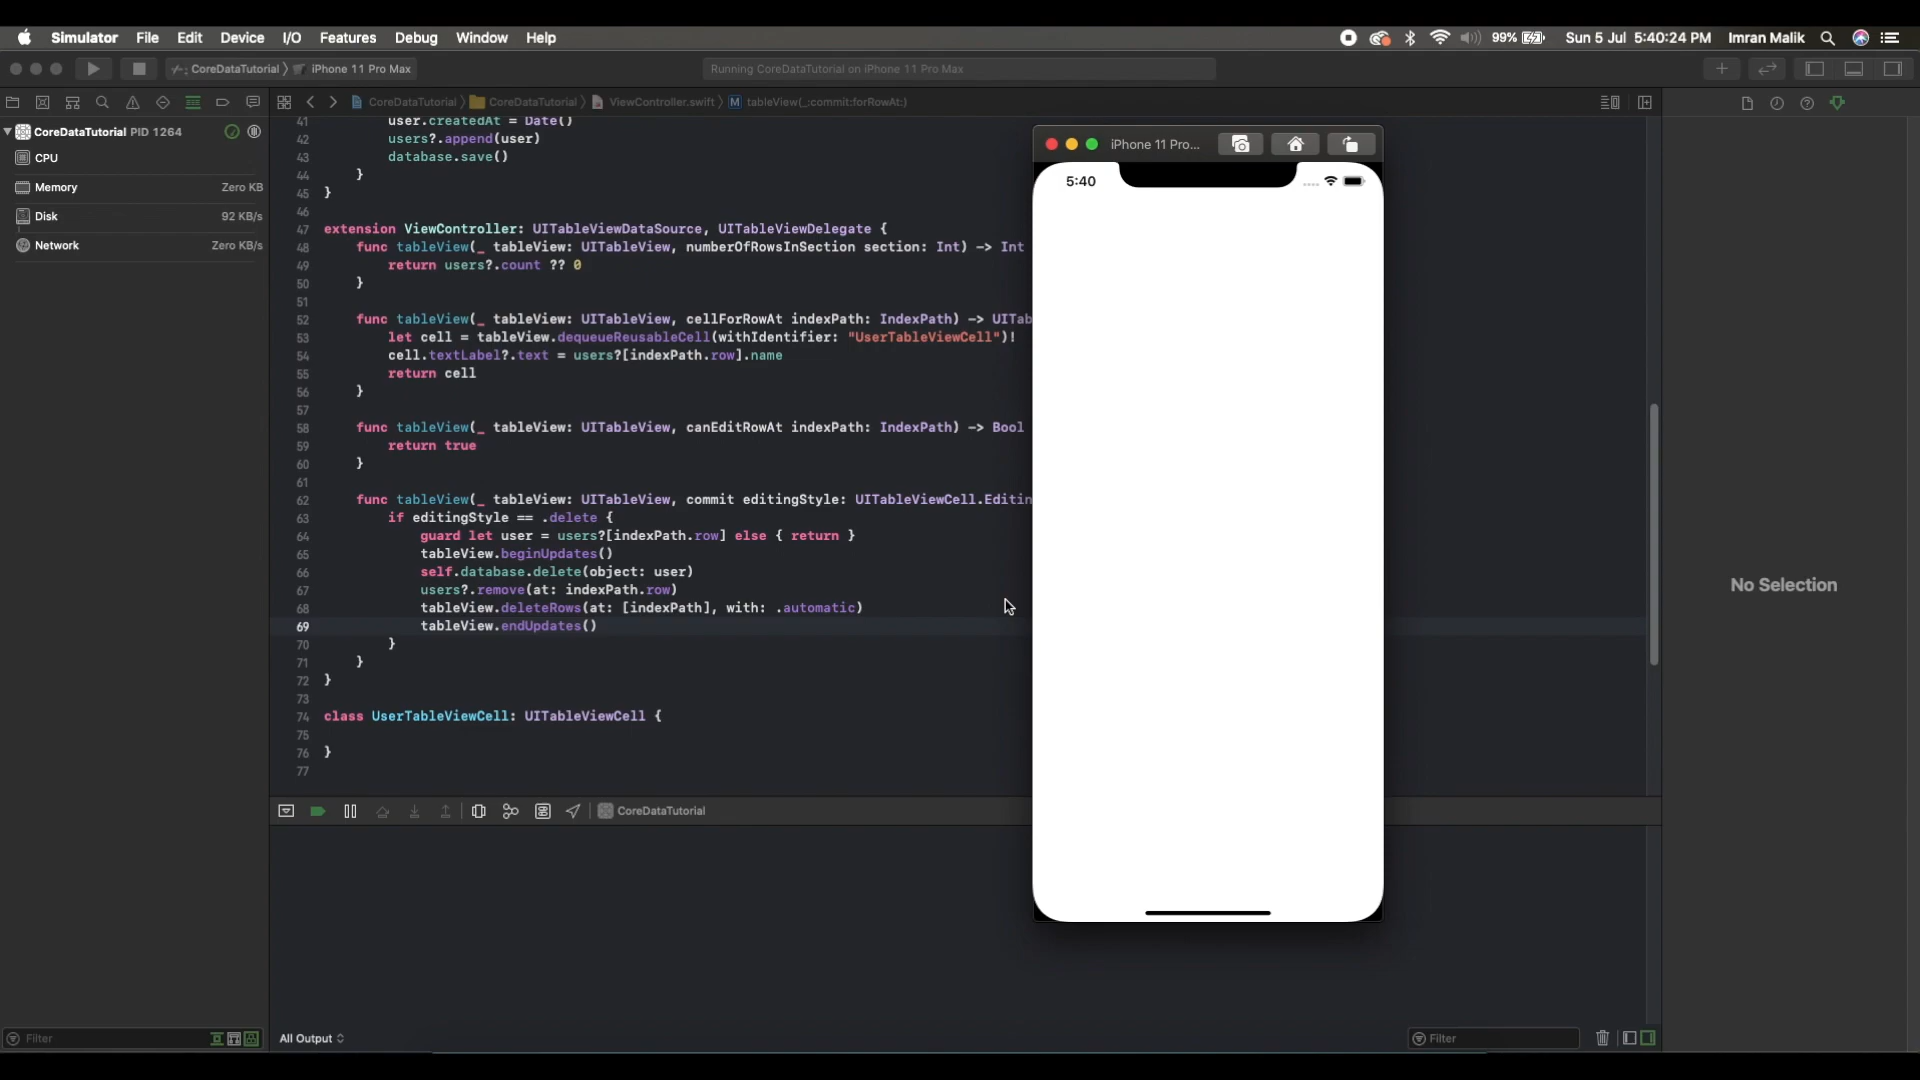 Simulator File Edit Device I/O Features Debug Window Help 99% Sun 5 Jul 5:40:24 PM Imran Malik
CoreDataTutorial iPhone 11 Pro Max Running CoreDataTutorial on iPhone 11 Pro Max
CoreDataTutorial CoreDataTutorial ViewController.swift M tableView(_:commit:forRowAt:)
CoreDataTutorial PID 1264
CPU
Memory Zero KB
Disk 92 KB/s
Network Zero KB/s
41 user.createdAt = Date()
42 users?.append(user)
43 database.save()
44 }
45 }
46
47 extension ViewController: UITableViewDataSource, UITableViewDelegate {
48 func tableView(_ tableView: UITableView, numberOfRowsInSection section: Int) -> Int
49 return users?.count ?? 0
50 }
51
52 func tableView(_ tableView: UITableView, cellForRowAt indexPath: IndexPath) -> UITab
53 let cell = tableView.dequeueReusableCell(withIdentifier: "UserTableViewCell")!
54 cell.textLabel?.text = users?[indexPath.row].name
55 return cell
56 }
57
58 func tableView(_ tableView: UITableView, canEditRowAt indexPath: IndexPath) -> Bool
59 return true
60 }
61
62 func tableView(_ tableView: UITableView, commit editingStyle: UITableViewCell.Editin
63 if editingStyle == .delete {
64 guard let user = users?[indexPath.row] else { return }
65 tableView.beginUpdates()
66 self.database.delete(object: user)
67 users?.remove(at: indexPath.row)
68 tableView.deleteRows(at: [indexPath], with: .automatic)
69 tableView.endUpdates()
70 }
71 }
72 }
73
74 class UserTableViewCell: UITableViewCell {
75
76 }
77
iPhone 11 Pro...
5:40
No Selection
CoreDataTutorial
Filter
All Output
Filter